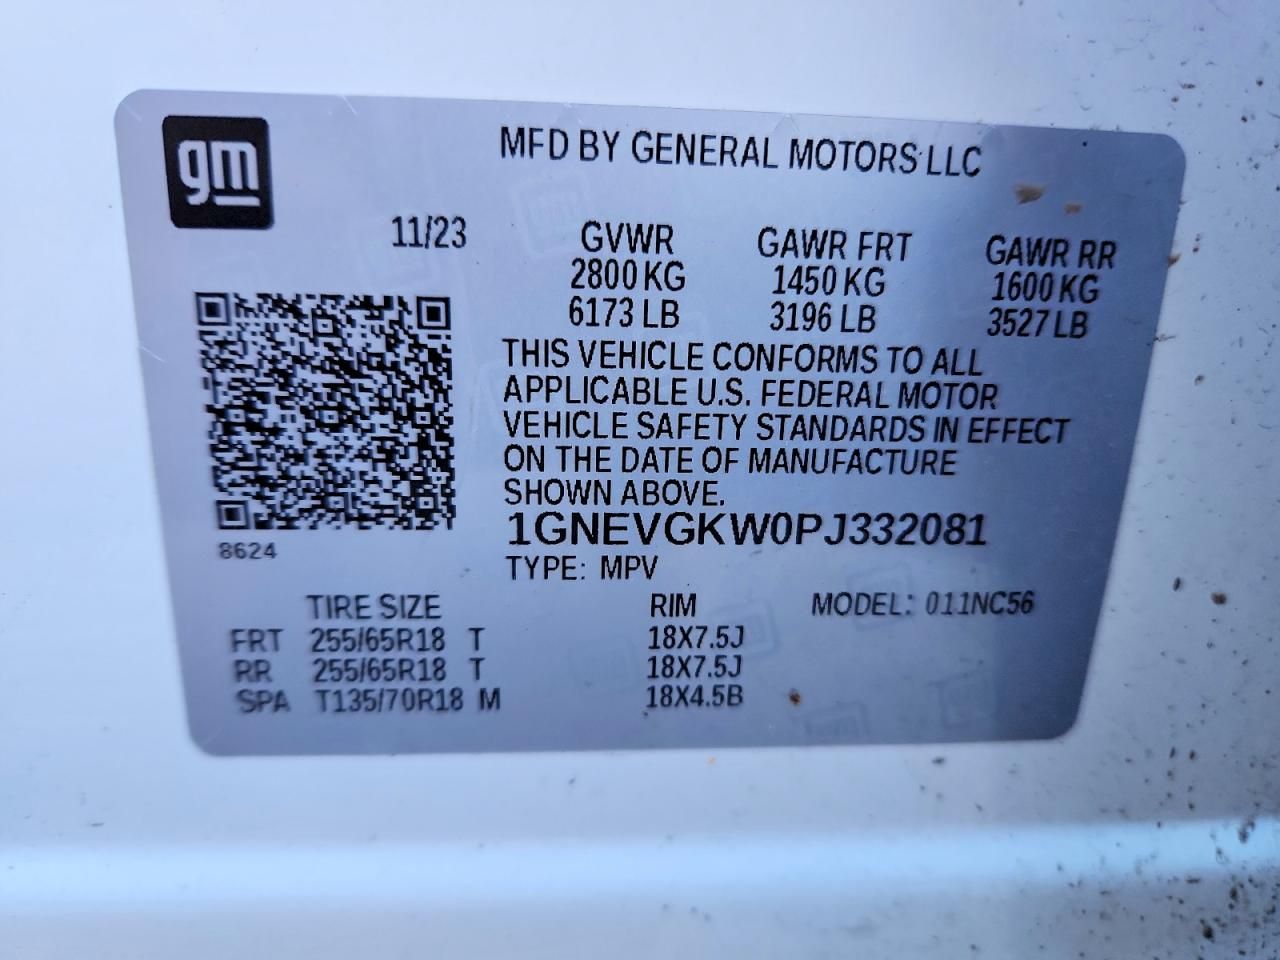 gm
MFD BY GENERAL MOTORS LLC
11/23
GVWR GAWR FRT GAWR RR
2800 KG 1450 KG 1600 KG
6173 LB 3196 LB 3527 LB
THIS VEHICLE CONFORMS TO ALL
APPLICABLE U.S. FEDERAL MOTOR
VEHICLE SAFETY STANDARDS IN EFFECT
ON THE DATE OF MANUFACTURE
SHOWN ABOVE.
1GNEVGKW0PJ332081
8624
TYPE: MPV
TIRE SIZE RIM MODEL: 011NC56
FRT 255/65R18 T 18X7.5J
RR 255/65R18 T 18X7.5J
SPA T135/70R18 M 18X4.5B